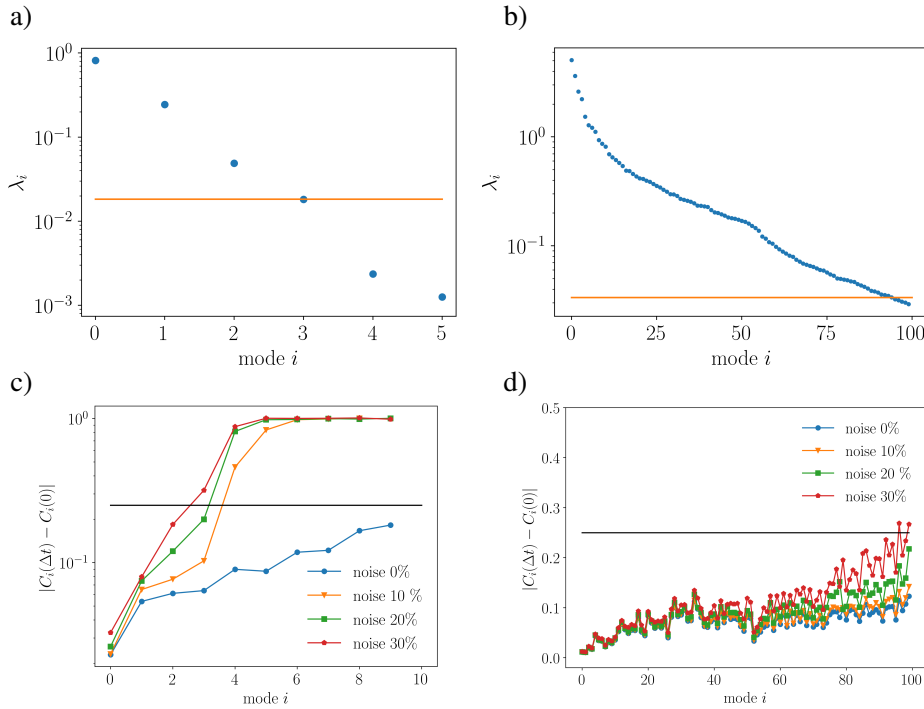 a)
b)
10^0
10^{-1}
10^{-2}
10^{-3}
λ_i
0 1 2 3 4 5
mode i
10^0
10^{-1}
λ_i
0 25 50 75 100
mode i
c)
d)
10^0
10^{-1}
|C_i(Δt) − C_i(0)|
noise 0%
noise 10 %
noise 20%
noise 30%
0 2 4 6 8 10
mode i
0.5
0.4
0.3
0.2
0.1
0.0
|C_i(Δt) − C_i(0)|
noise 0%
noise 10%
noise 20 %
noise 30%
0 20 40 60 80 100
mode i